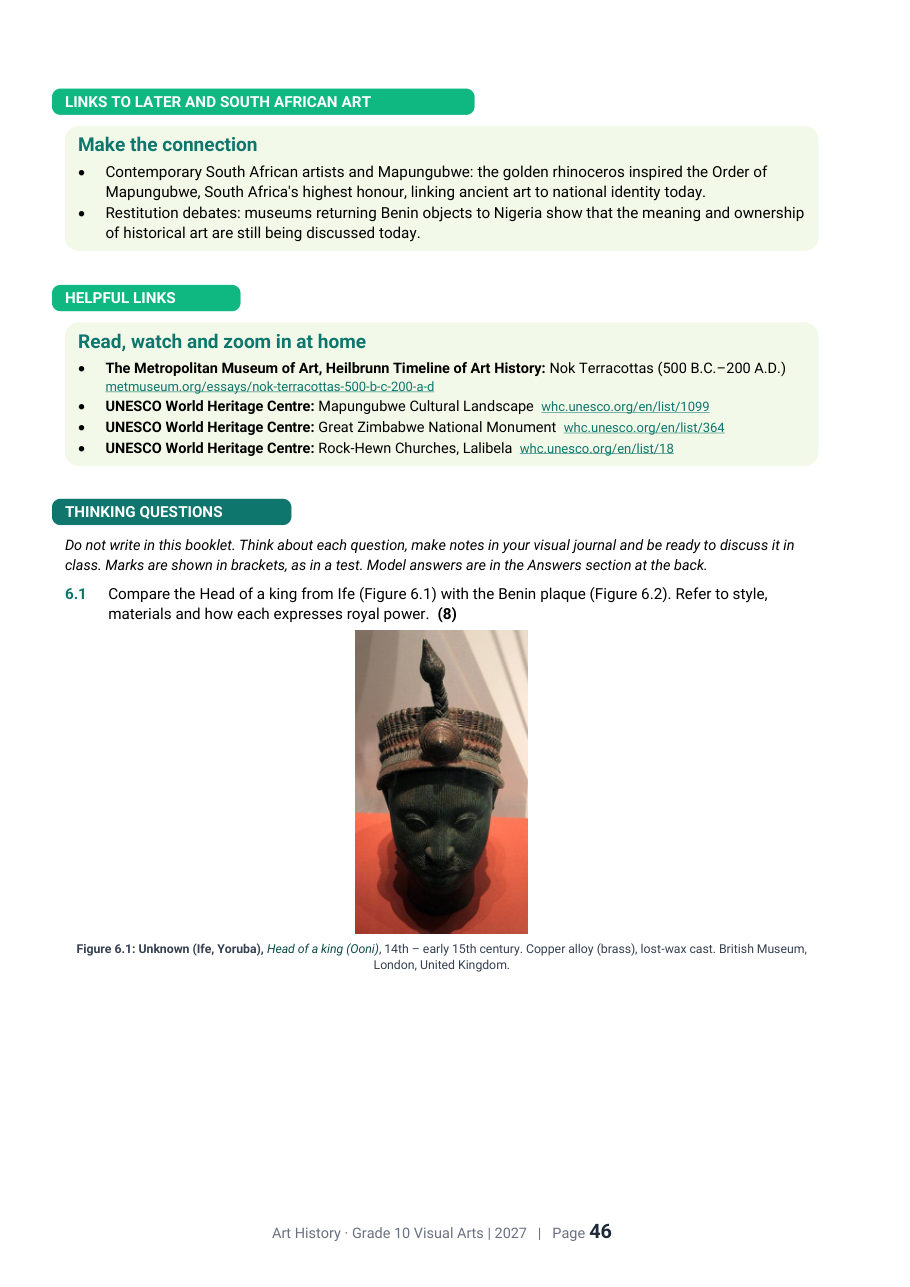 LINKS TO LATER AND SOUTH AFRICAN ART
Make the connection
• Contemporary South African artists and Mapungubwe: the golden rhinoceros inspired the Order of
Mapungubwe, South Africa's highest honour, linking ancient art to national identity today.
• Restitution debates: museums returning Benin objects to Nigeria show that the meaning and ownership
of historical art are still being discussed today.
HELPFUL LINKS
Read, watch and zoom in at home
• The Metropolitan Museum of Art, Heilbrunn Timeline of Art History: Nok Terracottas (500 B.C.–200 A.D.)
metmuseum.org/essays/nok-terracottas-500-b-c-200-a-d
• UNESCO World Heritage Centre: Mapungubwe Cultural Landscape whc.unesco.org/en/list/1099
• UNESCO World Heritage Centre: Great Zimbabwe National Monument whc.unesco.org/en/list/364
• UNESCO World Heritage Centre: Rock-Hewn Churches, Lalibela whc.unesco.org/en/list/18
THINKING QUESTIONS
Do not write in this booklet. Think about each question, make notes in your visual journal and be ready to discuss it in
class. Marks are shown in brackets, as in a test. Model answers are in the Answers section at the back.
6.1 Compare the Head of a king from Ife (Figure 6.1) with the Benin plaque (Figure 6.2). Refer to style,
materials and how each expresses royal power. (8)
Figure 6.1: Unknown (Ife, Yoruba), Head of a king (Ooni), 14th – early 15th century. Copper alloy (brass), lost-wax cast. British Museum,
London, United Kingdom.
Art History · Grade 10 Visual Arts | 2027 | Page 46